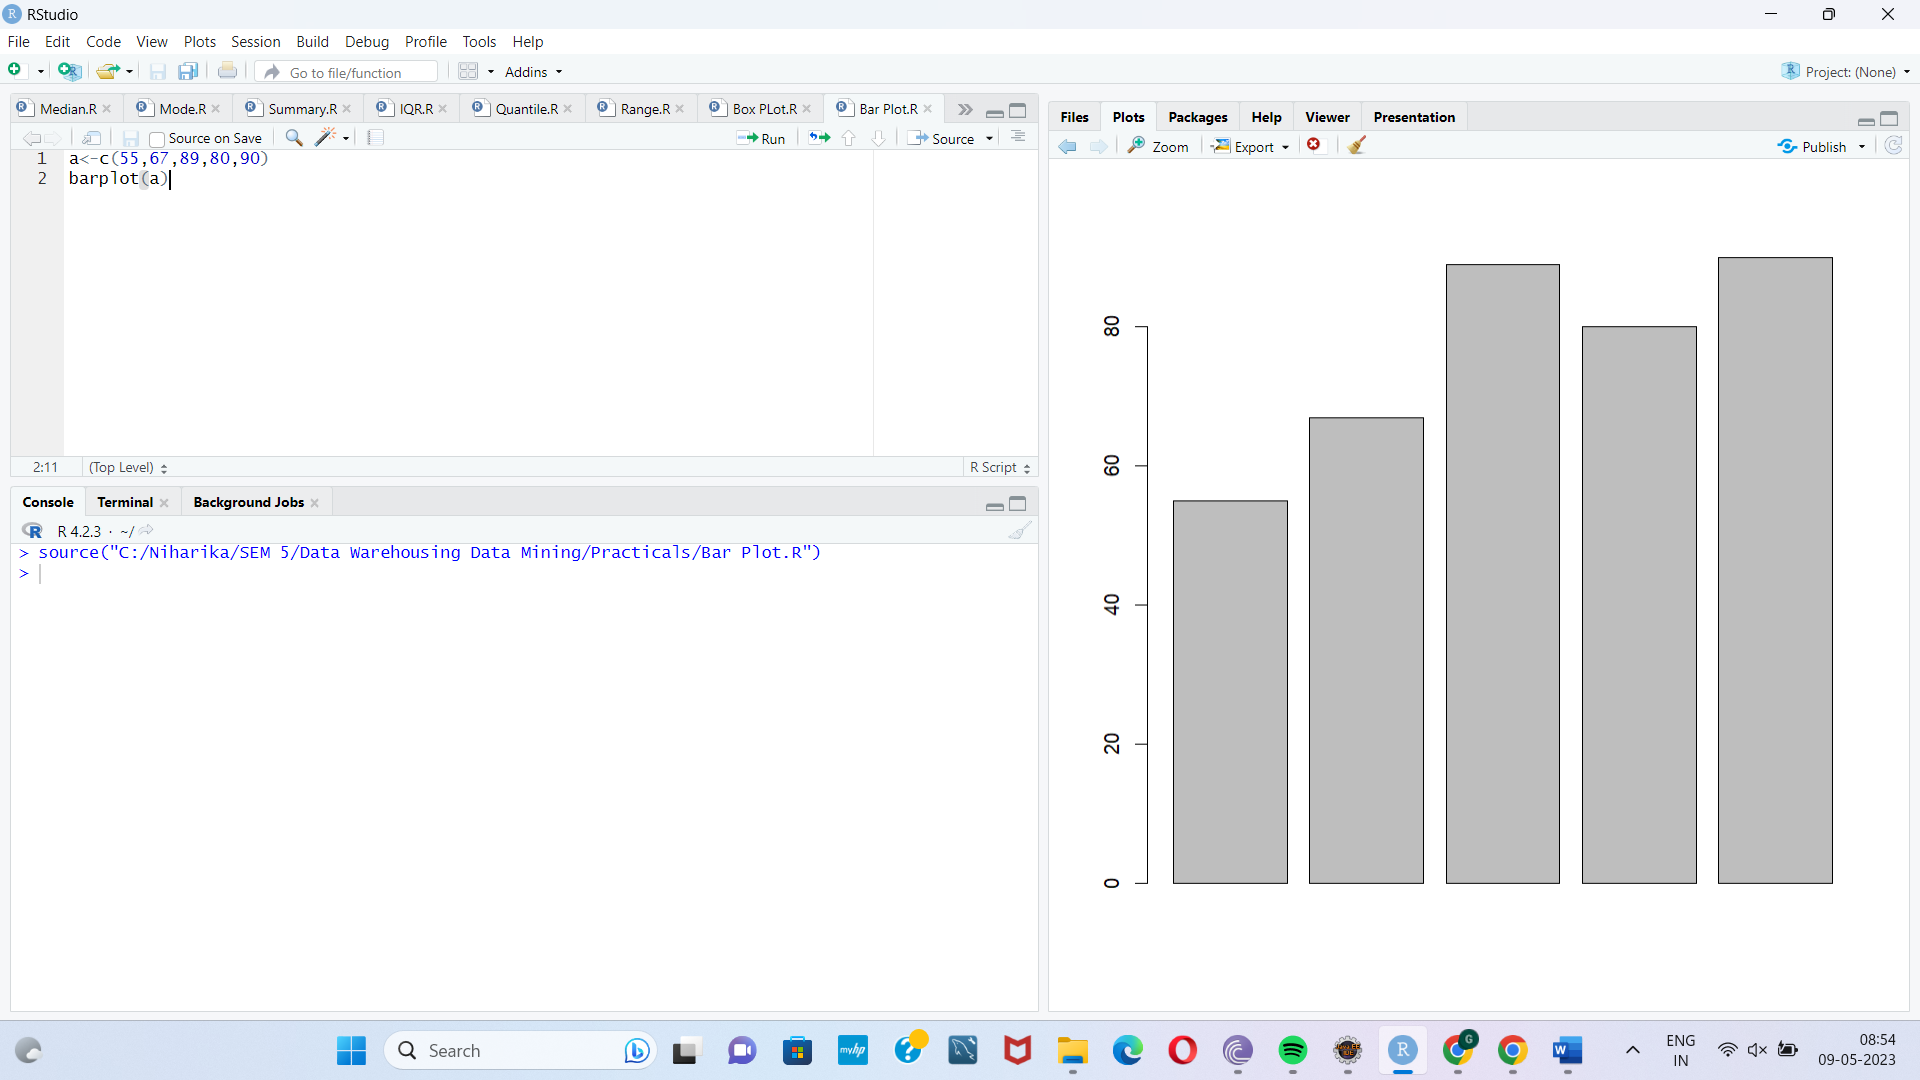 RStudio
File Edit Code View Plots Session Build Debug Profile Tools Help
Go to file/function Addins Project: (None)
Median.R Mode.R Summary.R IQR.R Quantile.R Range.R Box PLot.R Bar Plot.R
Source on Save Run Source
1 a<-c(55,67,89,80,90)
2 barplot(a)
2:11 (Top Level) R Script
Console Terminal Background Jobs
R 4.2.3 · ~/
> source("C:/Niharika/SEM 5/Data Warehousing Data Mining/Practicals/Bar Plot.R")
>
Files Plots Packages Help Viewer Presentation
Zoom Export Publish
80
60
40
20
0
Search myhp ENG 08:54
IN 09-05-2023